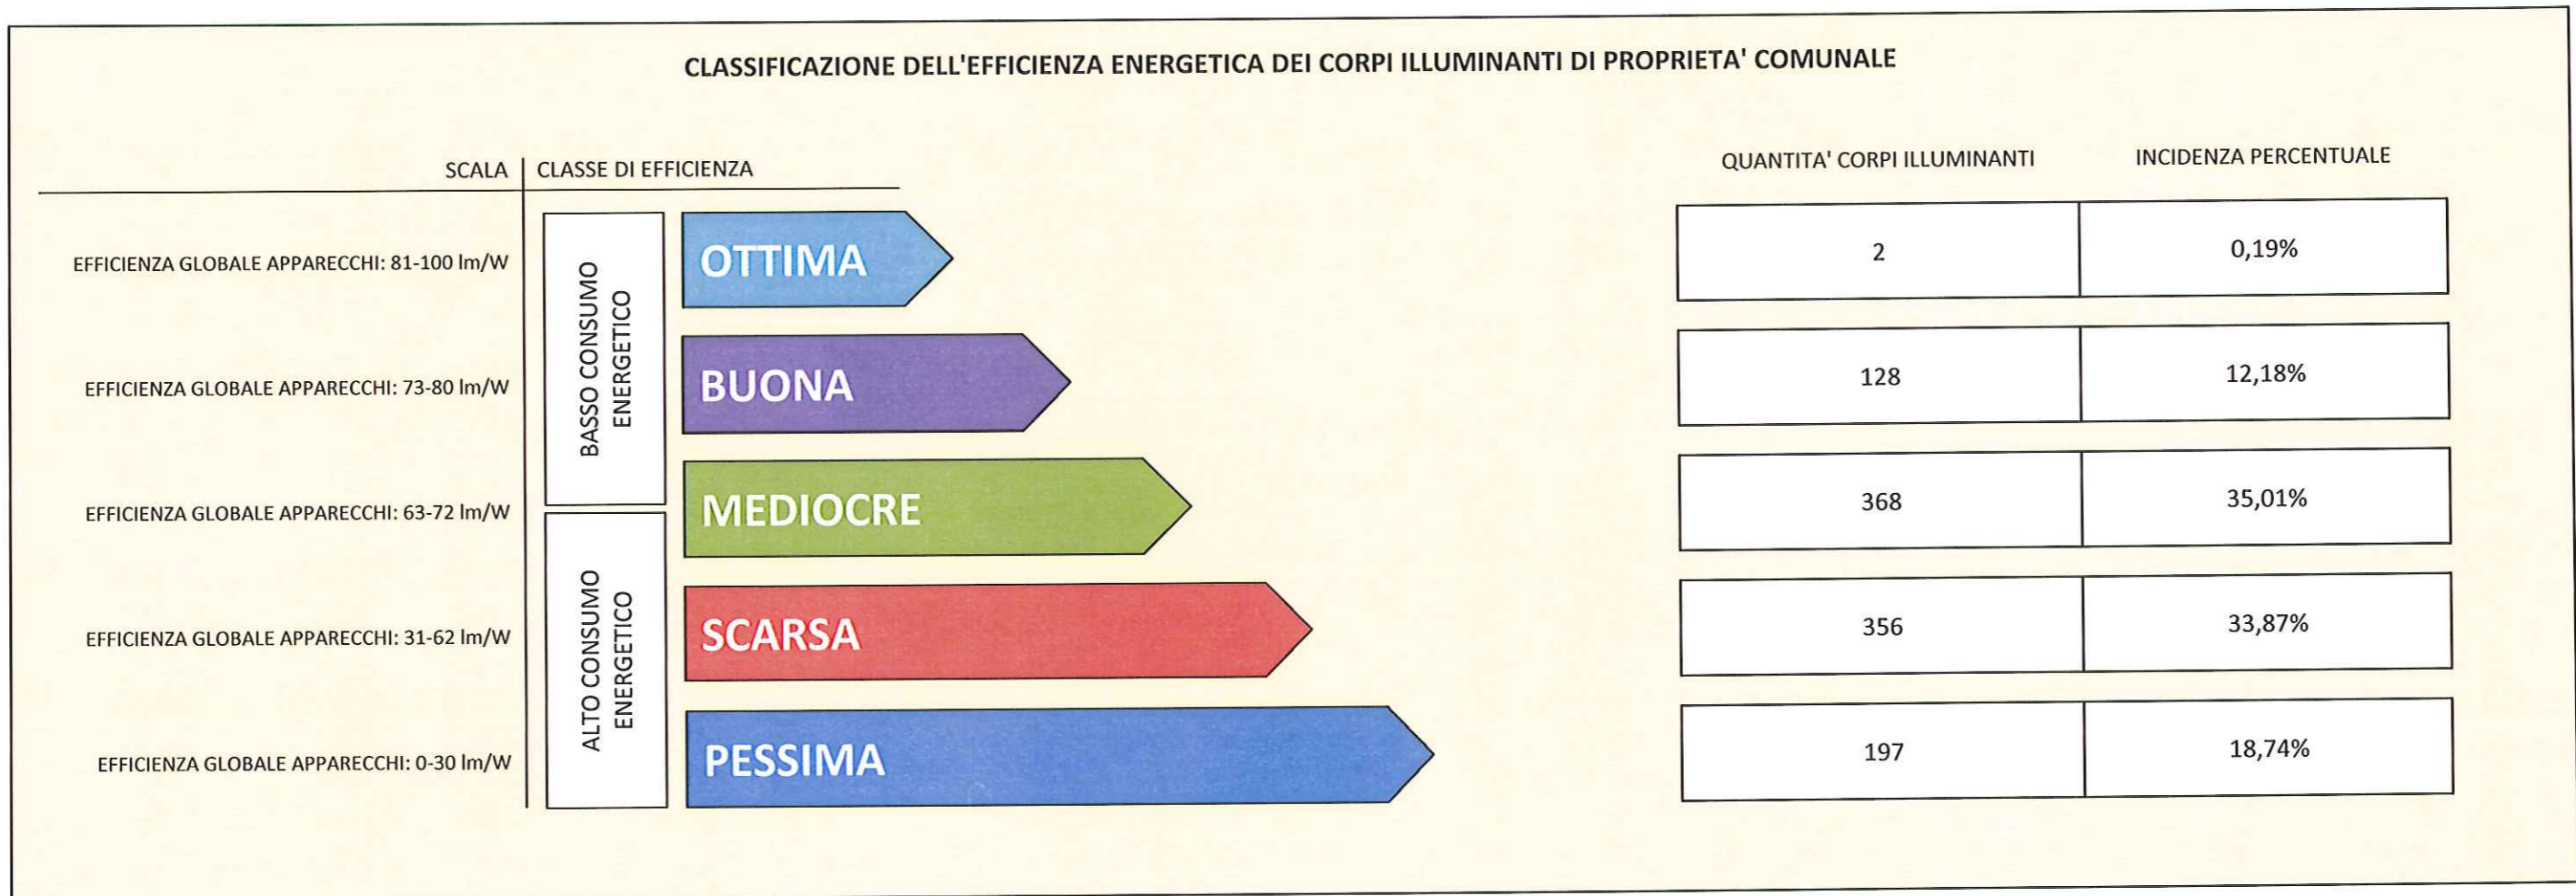 CLASSIFICAZIONE DELL'EFFICIENZA ENERGETICA DEI CORPI ILLUMINANTI DI PROPRIETA' COMUNALE
SCALA CLASSE DI EFFICIENZA QUANTITA' CORPI ILLUMINANTI INCIDENZA PERCENTUALE
BASSO CONSUMO
ENERGETICO
EFFICIENZA GLOBALE APPARECCHI: 81-100 lm/W OTTIMA 2 0,19%
EFFICIENZA GLOBALE APPARECCHI: 73-80 lm/W BUONA 128 12,18%
EFFICIENZA GLOBALE APPARECCHI: 63-72 lm/W MEDIOCRE 368 35,01%
ALTO CONSUMO
ENERGETICO
EFFICIENZA GLOBALE APPARECCHI: 31-62 lm/W SCARSA 356 33,87%
EFFICIENZA GLOBALE APPARECCHI: 0-30 lm/W PESSIMA 197 18,74%